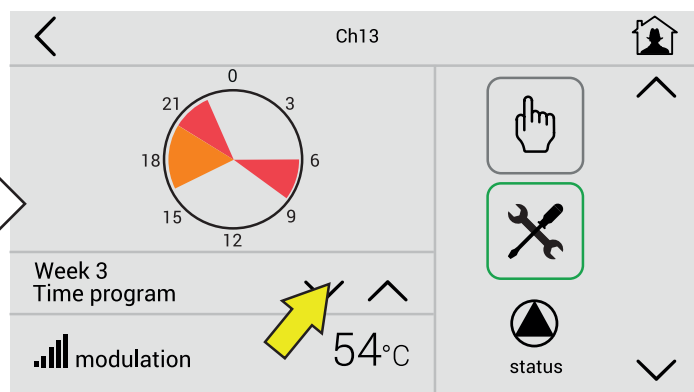 Ch13
0
21
3
18
6
15
9
12
Week 3
Time program
modulation
54°C
status